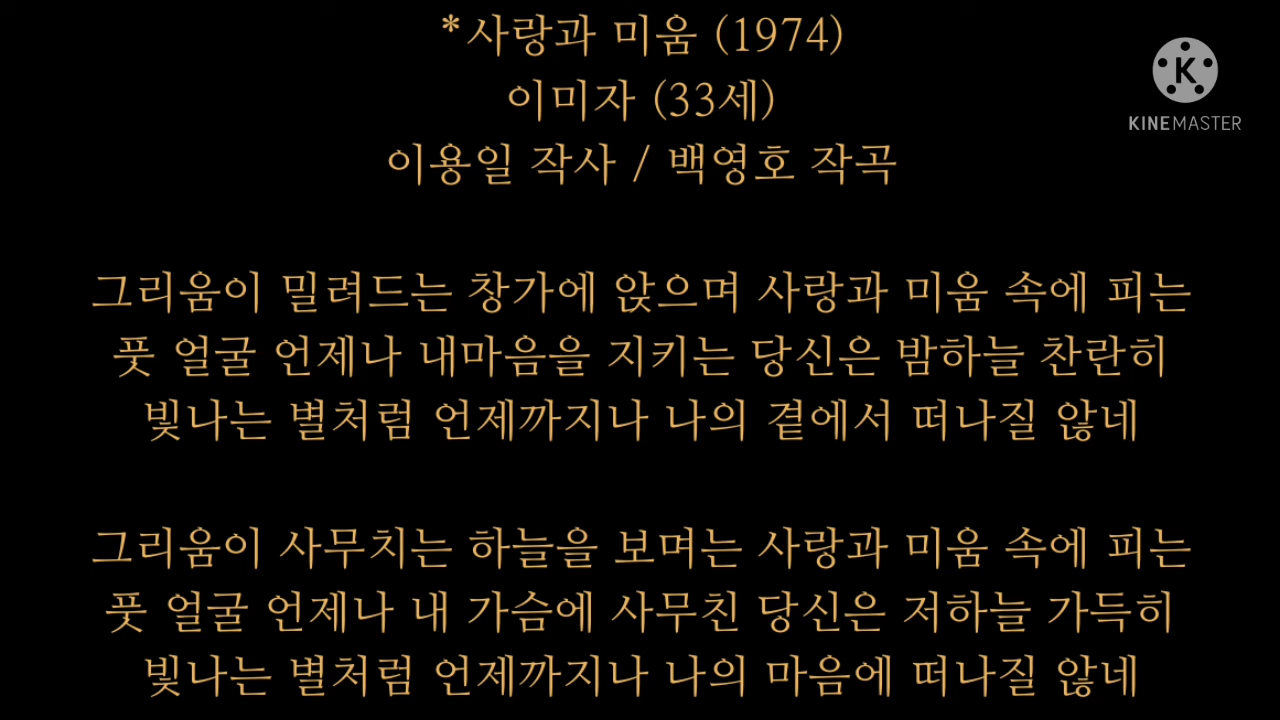 *사랑과 미움 (1974)
이미자 (33세)
이용일 작사 / 백영호 작곡
KINEMASTER
그리움이 밀려드는 창가에 앉으며 사랑과 미움 속에 피는
풋 얼굴 언제나 내마음을 지키는 당신은 밤하늘 찬란히
빛나는 별처럼 언제까지나 나의 곁에서 떠나질 않네
그리움이 사무치는 하늘을 보며는 사랑과 미움 속에 피는
풋 얼굴 언제나 내 가슴에 사무친 당신은 저하늘 가득히
빛나는 별처럼 언제까지나 나의 마음에 떠나질 않네